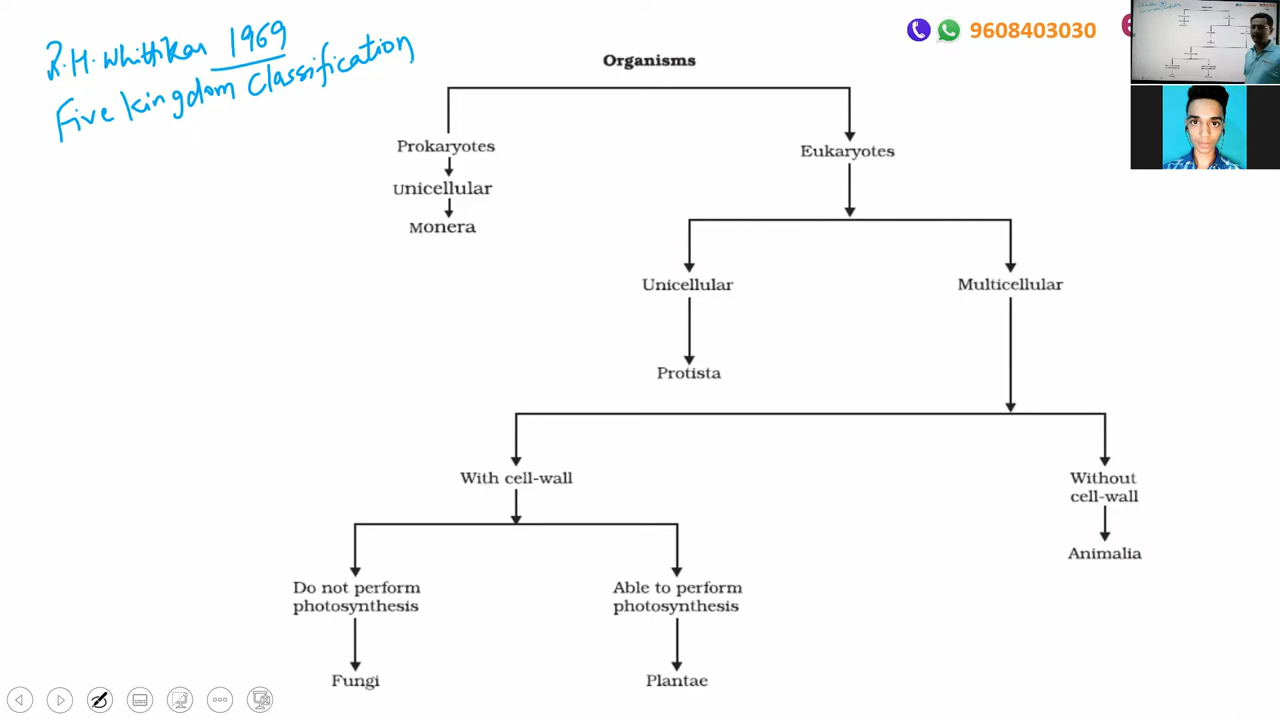 R.H. Whittikar 1969
Five kingdom Classification
9608403030
Organisms
Prokaryotes
Eukaryotes
Unicellular
Monera
Unicellular
Multicellular
Protista
With cell-wall
Without
cell-wall
Animalia
Do not perform
photosynthesis
Able to perform
photosynthesis
Fungi
Plantae